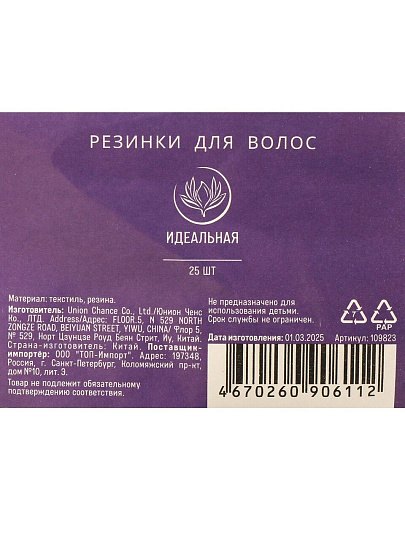 РЕЗИНКИ ДЛЯ ВОЛОС
ИДЕАЛЬНАЯ
25 ШТ
Материал: текстиль, резина.
Изготовитель: Union Chance Co., Ltd./Юнион Ченс
Ко., ЛТД. Address/Адрес: FLOOR.5, N 529 NORTH
ZONGZE ROAD, BEIYUAN STREET, YIWU, CHINA/ Флор 5,
№ 529, Норт Цзунцзе Роуд Беян Стрит, Иу, Китай.
Страна-изготовитель: Китай. Поставщик-
импортёр: ООО "ТОП-Импорт". Адрес: 197348,
Россия, г. Санкт-Петербург, Коломяжский пр-кт,
дом №10, лит. Э.
Товар не подлежит обязательному
подтверждению соответствия.
Не предназначено для
использования детьми.
Срок службы не ограничен.
7
PAP
Дата изготовления: 01.03.2025
Артикул: 109823
4 670260 906112